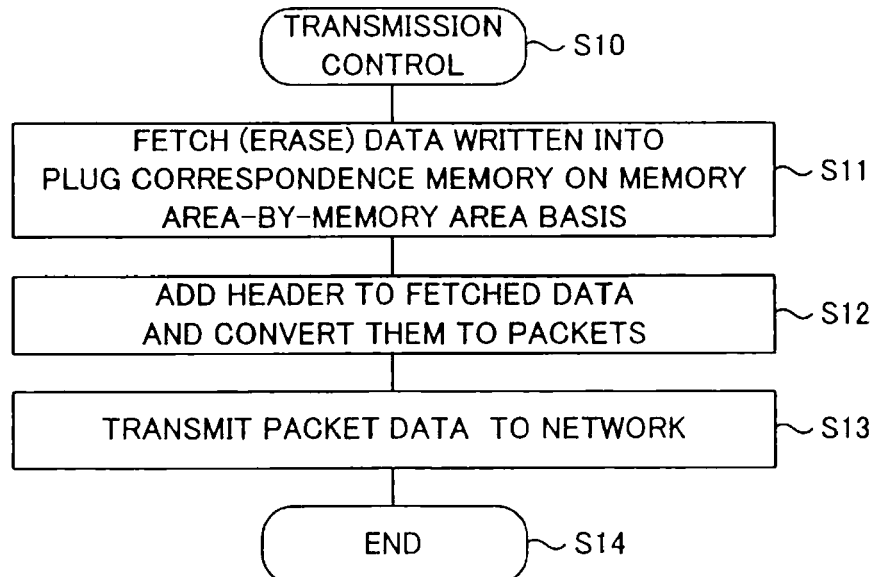 TRANSMISSION
CONTROL
S10
FETCH (ERASE) DATA WRITTEN INTO
PLUG CORRESPONDENCE MEMORY ON MEMORY
AREA-BY-MEMORY AREA BASIS
S11
ADD HEADER TO FETCHED DATA
AND CONVERT THEM TO PACKETS
S12
TRANSMIT PACKET DATA TO NETWORK
S13
END
S14